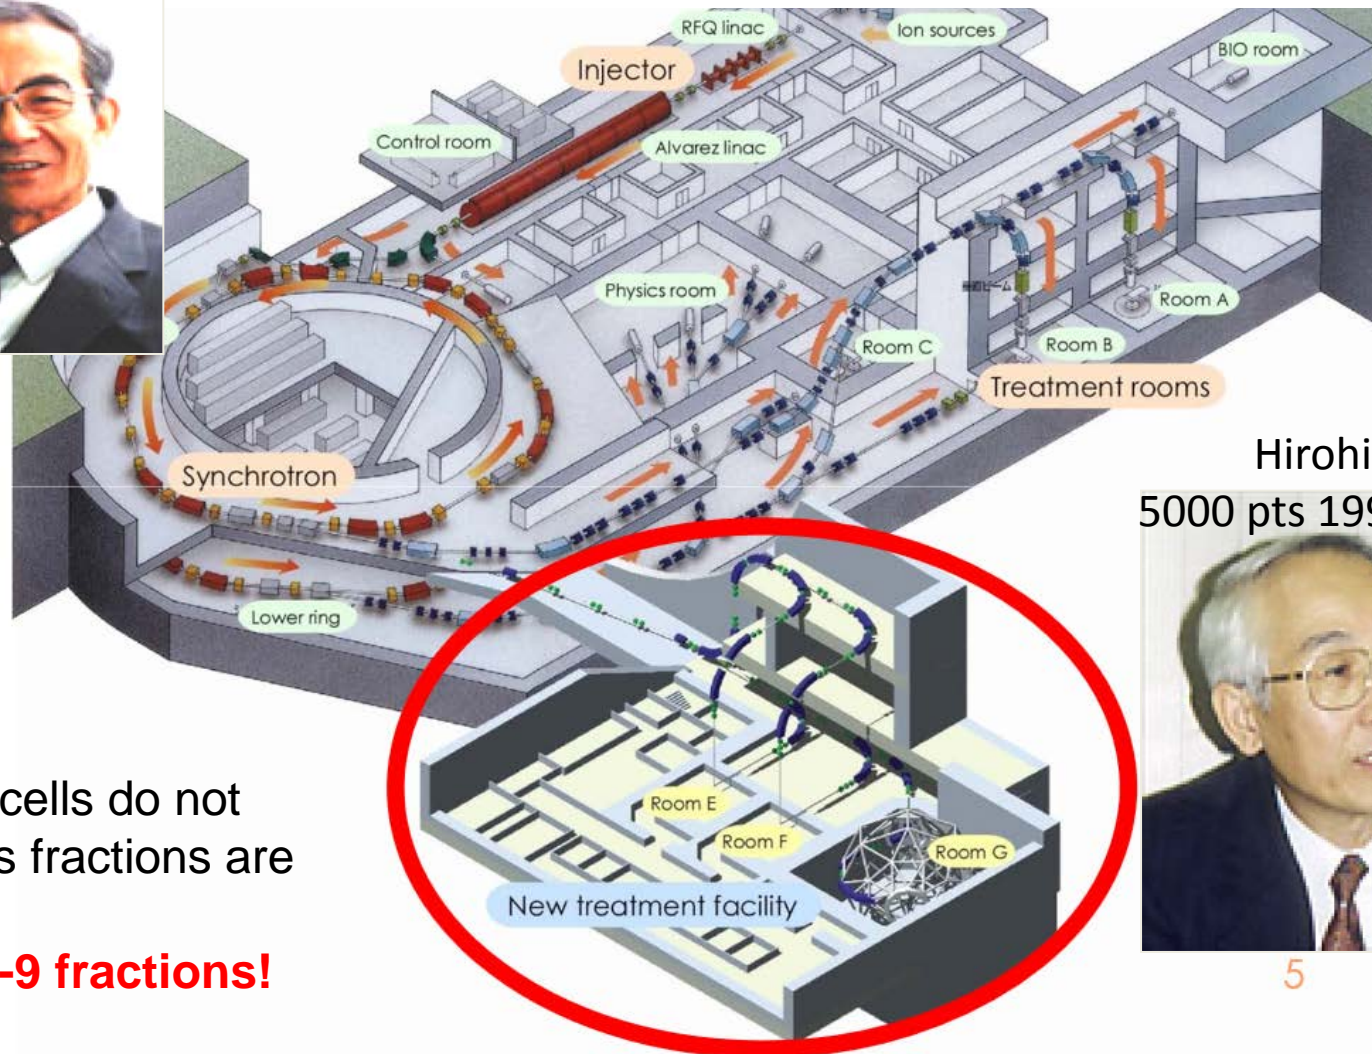 RFQ linac
Ion sources
Injector
BIO room
Control room
Alvarez linac
Physics room
Room A
Room C
Room B
Treatment rooms
Synchrotron
Hirohi
5000 pts 199
Lower ring
cells do not
s fractions are
Room E
Room F
Room G
New treatment facility
-9 fractions!
5